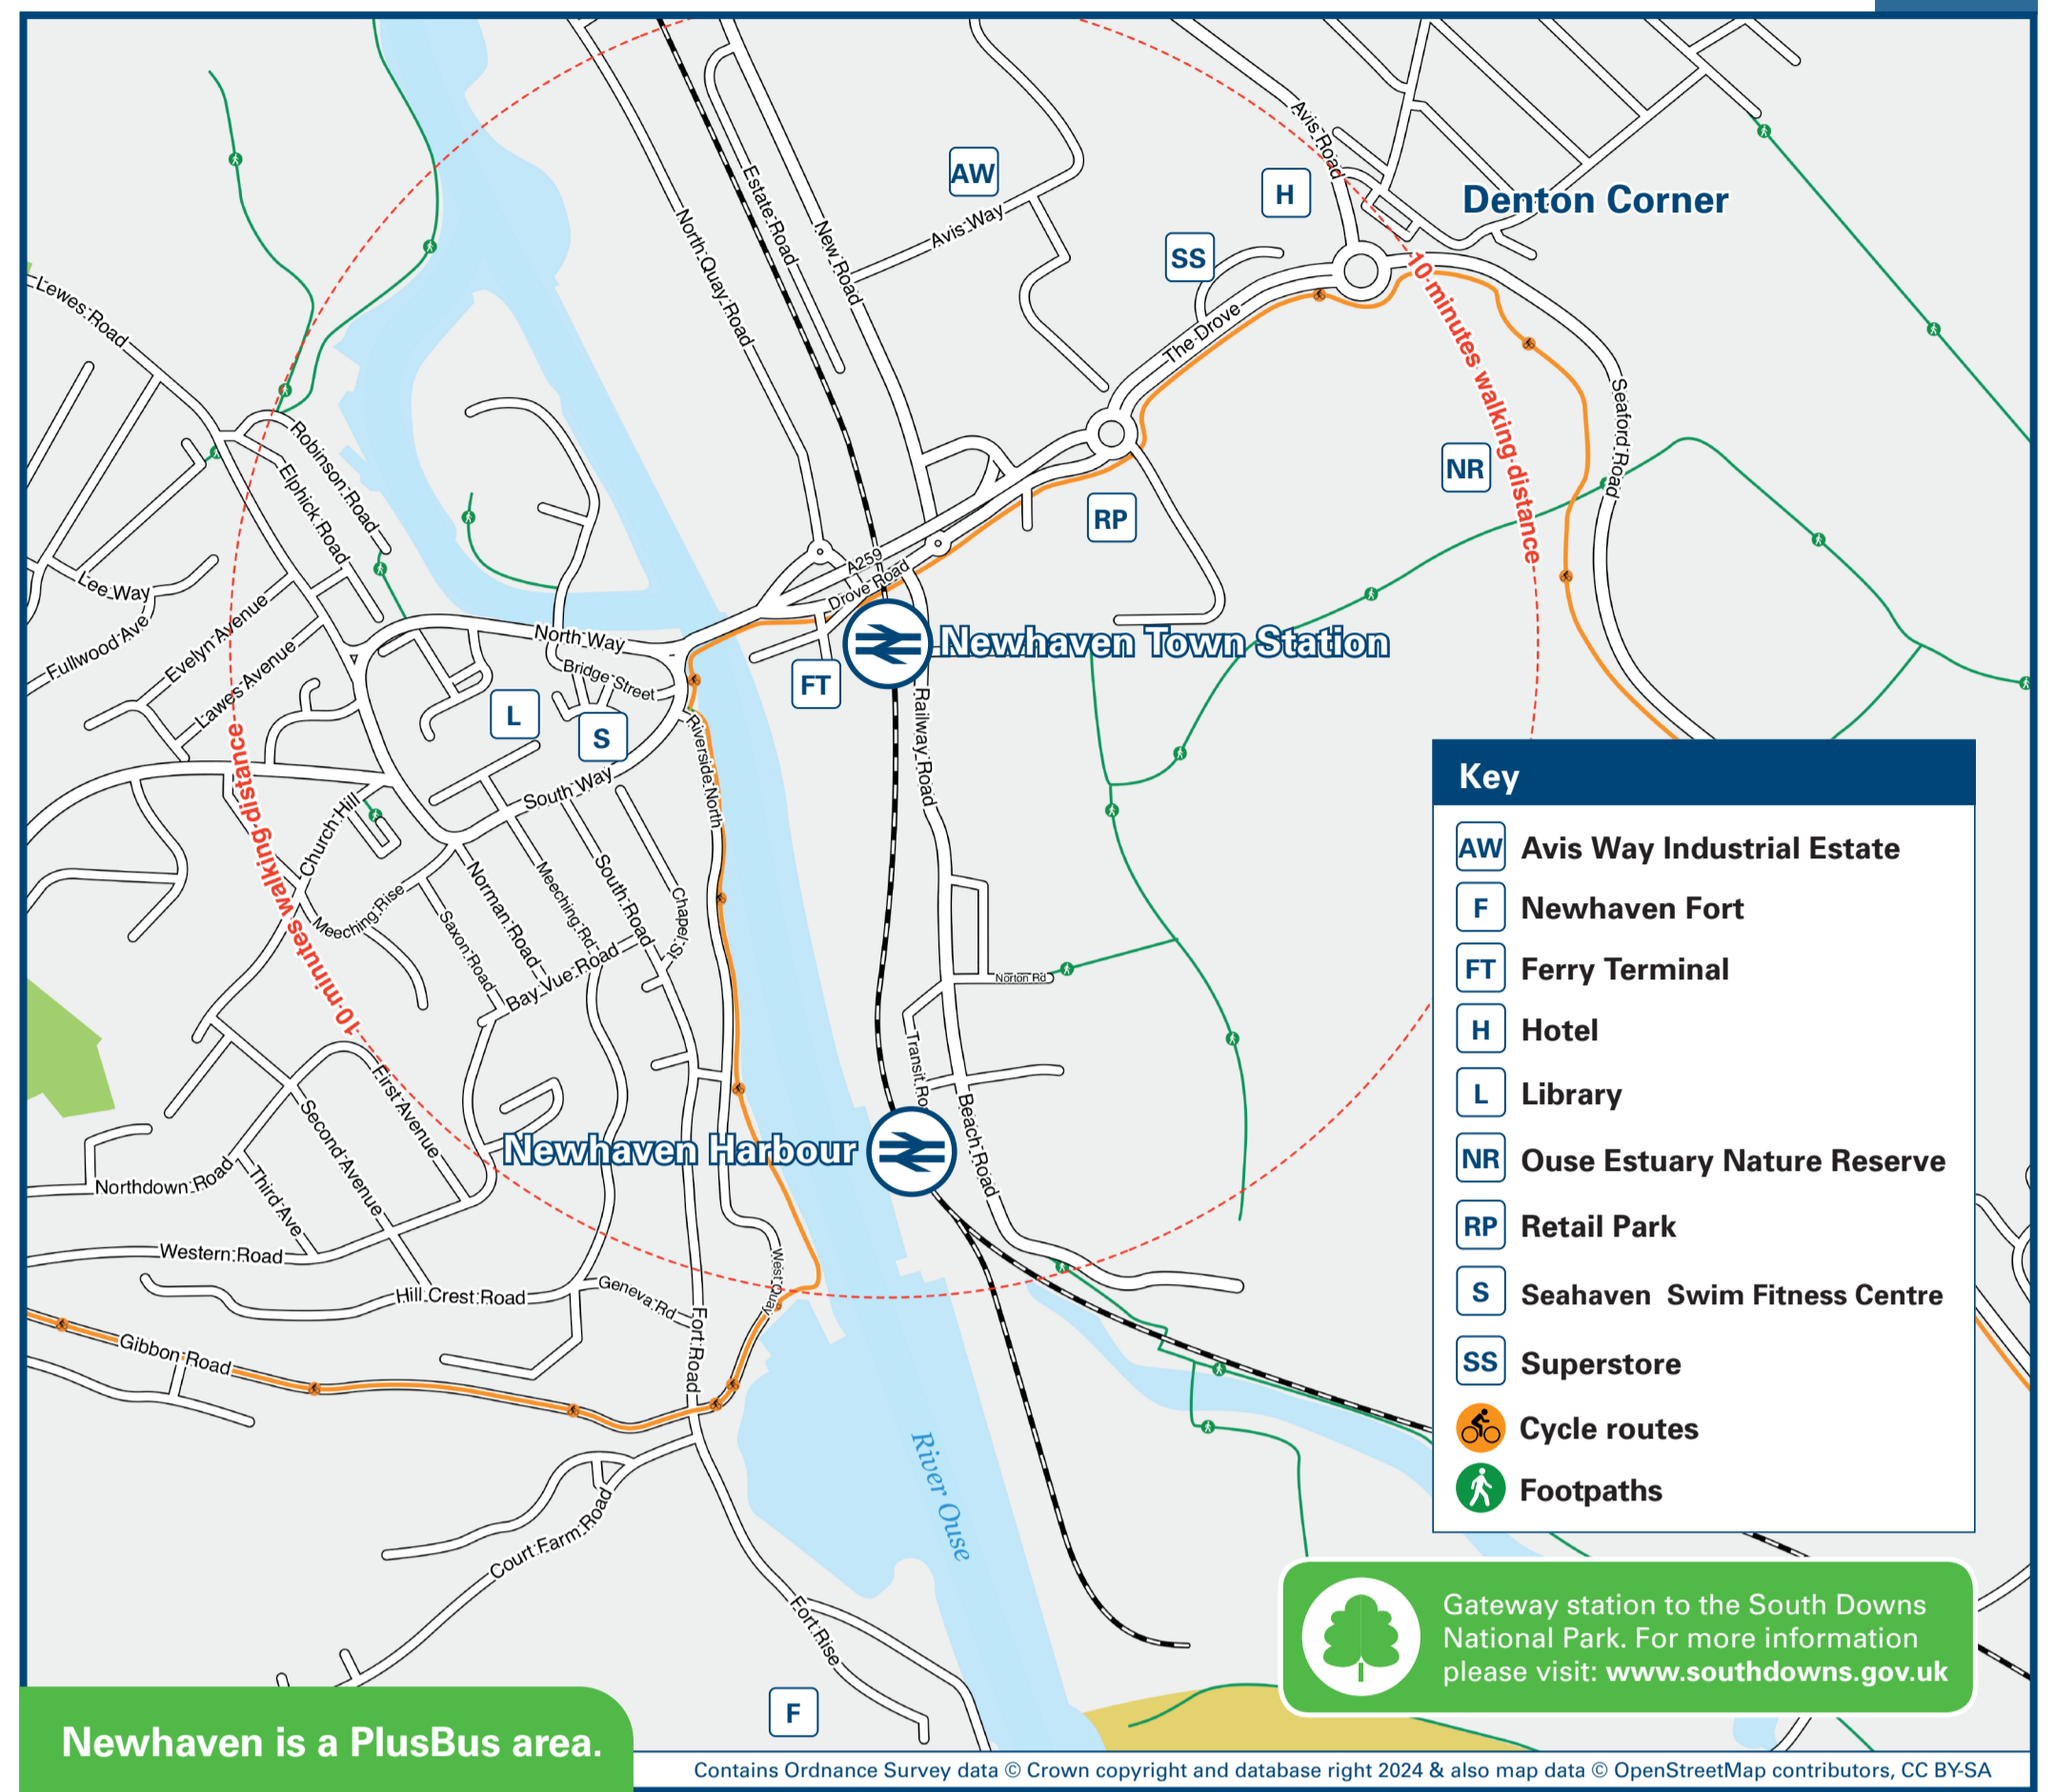 Avis Road
AW
H
Denton Corner
Estate Road
North Quay Road
New Road
Avis Way
SS
10 minutes walking distance
Lewes Road
The Drove
Seaford Road
Robinson Road
Elphick Road
NR
RP
A259
Drove Road
Lee Way
Fullwood Ave
Evelyn Avenue
Lawes Avenue
North Way
Bridge Street
Newhaven Town Station
FT
L
S
Riverside North
Railway Road
South Way
10 minutes walking distance
Church Hill
Meeching Rise
Norman Road
Saxon Road
Meeching Rd
South Road
Chapel St
Bay Vue Road
Norton Rd
Transit Roa
Beach Road
First Avenue
Second Avenue
Third Ave
Northdown Road
Newhaven Harbour
Western Road
Hill Crest Road
Geneva Rd
West Quay
Fort Road
Gibbon Road
Court Farm Road
River Ouse
Fort Rise
F
Key
AW Avis Way Industrial Estate
F Newhaven Fort
FT Ferry Terminal
H Hotel
L Library
NR Ouse Estuary Nature Reserve
RP Retail Park
S Seahaven Swim Fitness Centre
SS Superstore
Cycle routes
Footpaths
Gateway station to the South Downs
National Park. For more information
please visit: www.southdowns.gov.uk
Newhaven is a PlusBus area.
Contains Ordnance Survey data © Crown copyright and database right 2024 & also map data © OpenStreetMap contributors, CC BY-SA